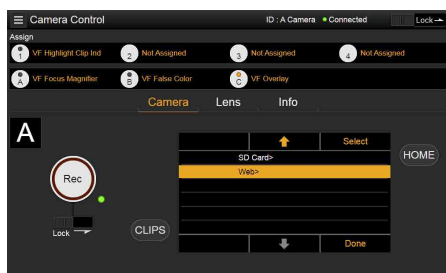 Camera Control
ID : A Camera
Connected
Lock
Assign
1 VF Highlight Clip Ind
2 Not Assigned
3 Not Assigned
4 Not Assigned
A VF Focus Magnifier
B VF False Color
C VF Overlay
Camera Lens Info
A
Select
SD Card>
Web>
HOME
Rec
Lock
CLIPS
Done